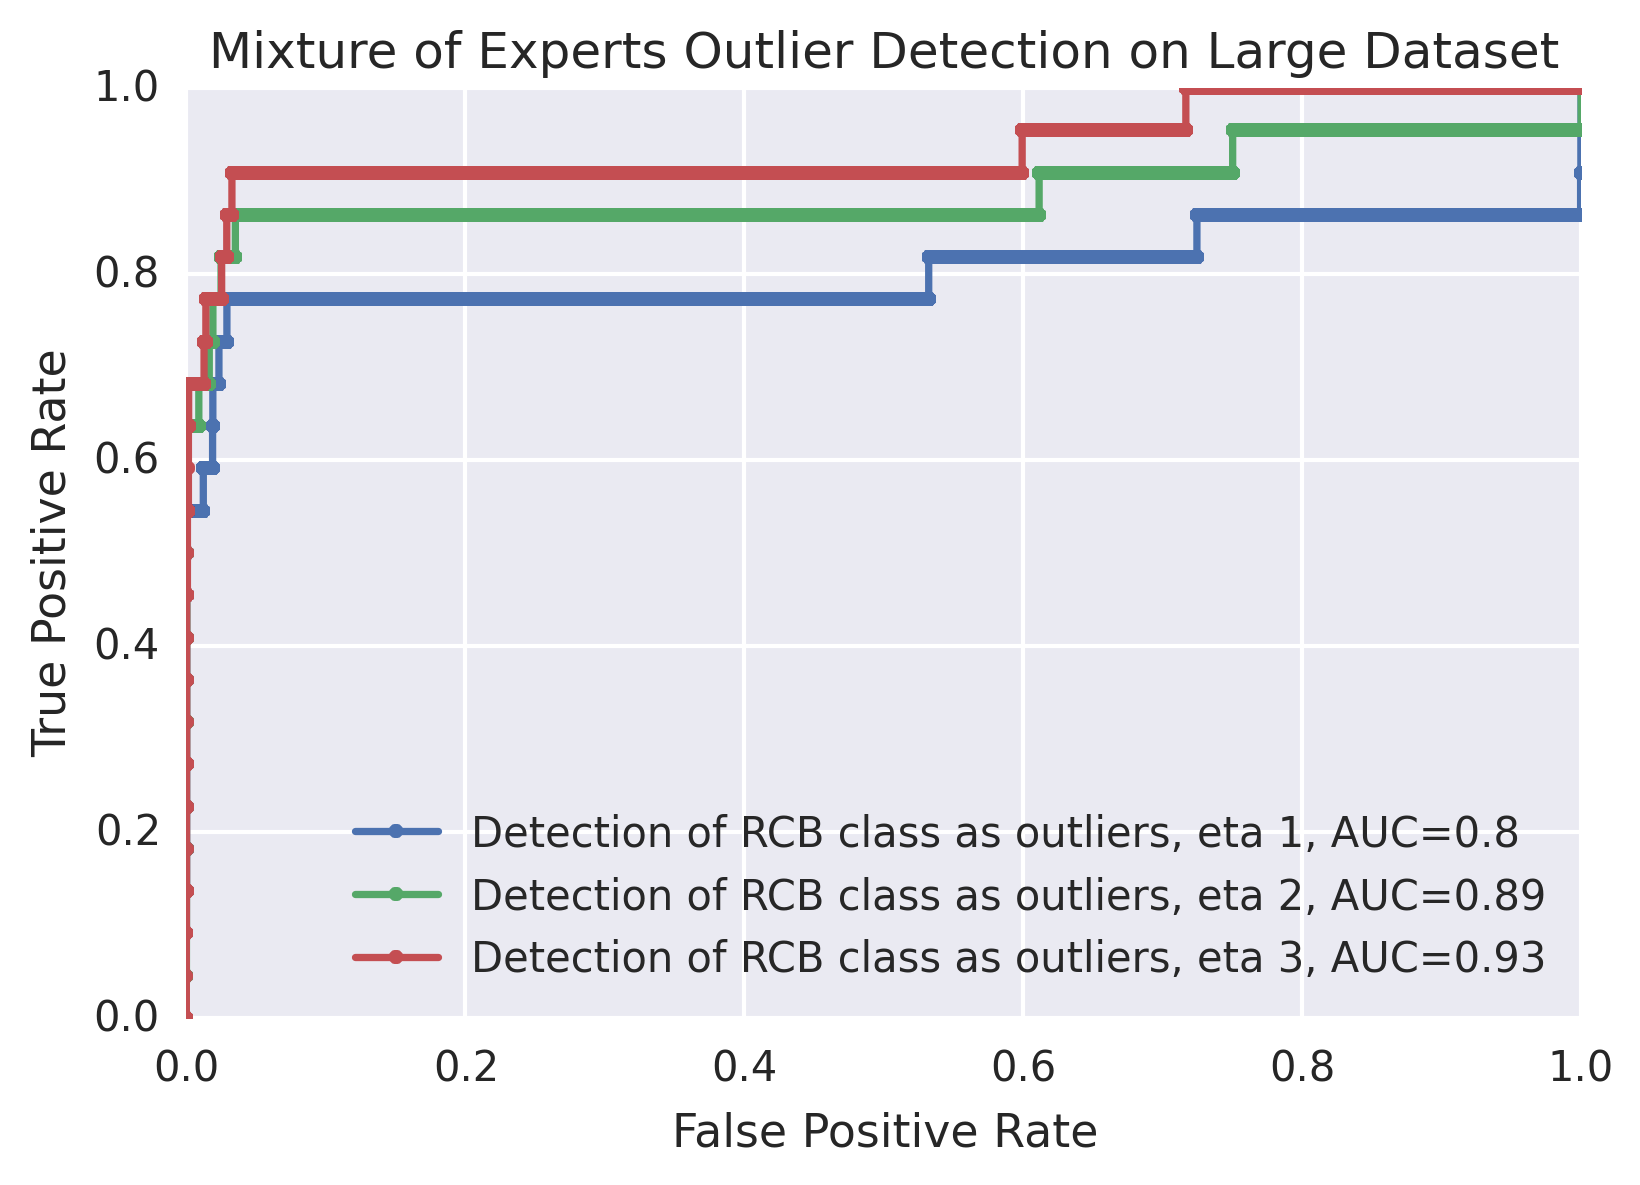 Mixture of Experts Outlier Detection on Large Dataset
1.0
0.8
0.6
0.4
0.2
0.0
True Positive Rate
Detection of RCB class as outliers, eta 1, AUC=0.8
Detection of RCB class as outliers, eta 2, AUC=0.89
Detection of RCB class as outliers, eta 3, AUC=0.93
0.0 0.2 0.4 0.6 0.8 1.0
False Positive Rate